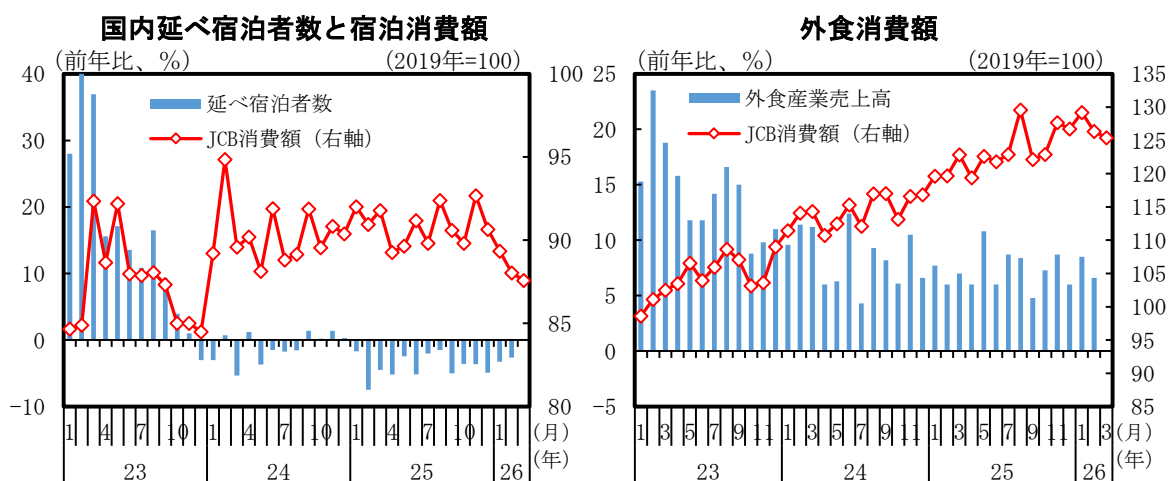 国内延べ宿泊者数と宿泊消費額
(前年比、%) (2019年=100)
延べ宿泊者数
JCB消費額（右軸）
40 30 20 10 0 -10
100 95 90 85 80
1 4 7 10 1 4 7 10 1 4 7 10 1 (月)
23 24 25 26 (年)
外食消費額
(前年比、%) (2019年=100)
外食産業売上高
JCB消費額（右軸）
25 20 15 10 5 0 -5
135 130 125 120 115 110 105 100 95 90 85
1 3 5 7 9 11 1 3 5 7 9 11 1 3 5 7 9 11 1 3 (月)
23 24 25 26 (年)